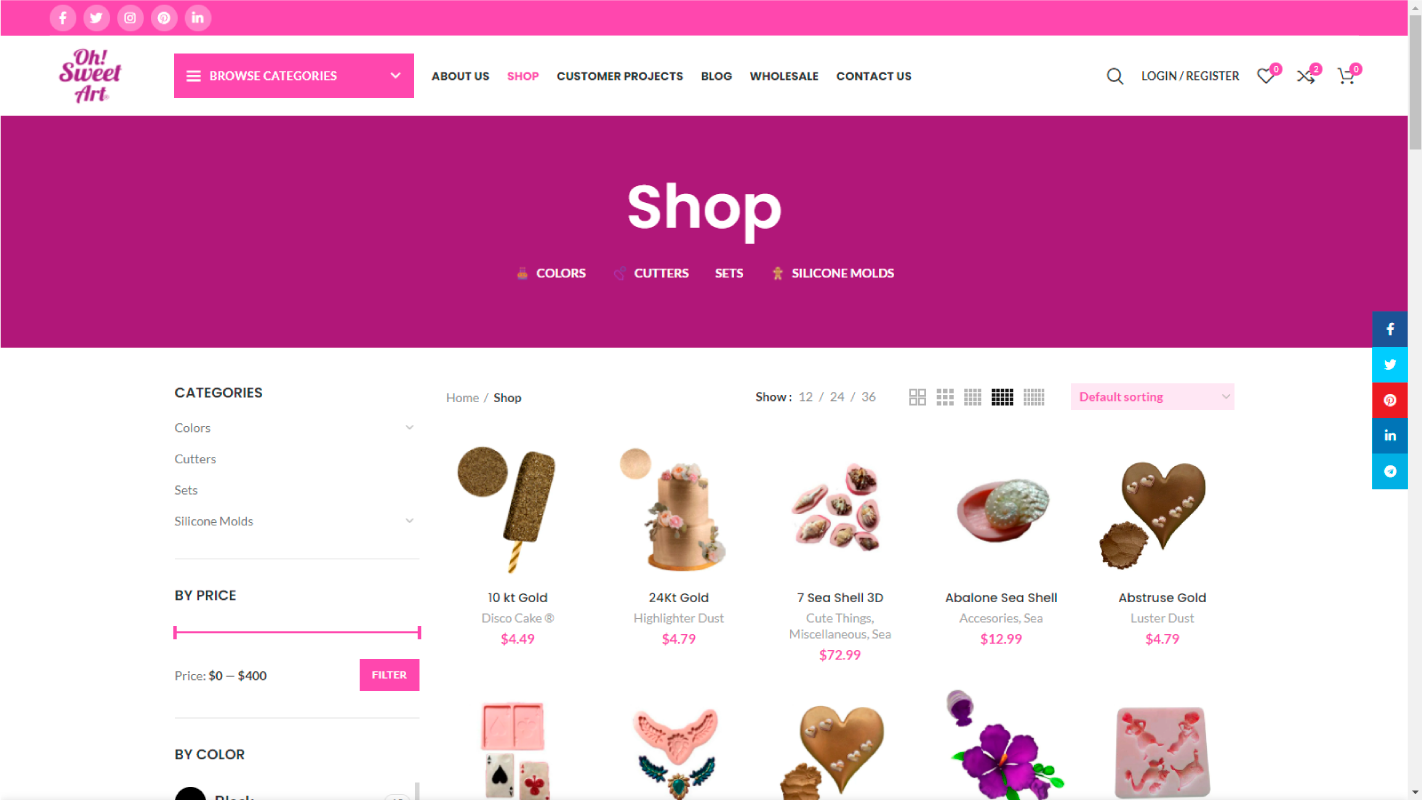 Oh!
Sweet
Art
BROWSE CATEGORIES
ABOUT US
SHOP
CUSTOMER PROJECTS
BLOG
WHOLESALE
CONTACT US
LOGIN / REGISTER
0
2
0
Shop
COLORS
CUTTERS
SETS
SILICONE MOLDS
CATEGORIES
Colors
Cutters
Sets
Silicone Molds
BY PRICE
Price: $0 — $400
FILTER
BY COLOR
Black
Home / Shop
Show : 12 / 24 / 36
Default sorting
10 kt Gold
Disco Cake ®
$4.49
24Kt Gold
Highlighter Dust
$4.79
7 Sea Shell 3D
Cute Things,
Miscellaneous, Sea
$72.99
Abalone Sea Shell
Accesories, Sea
$12.99
Abstruse Gold
Luster Dust
$4.79